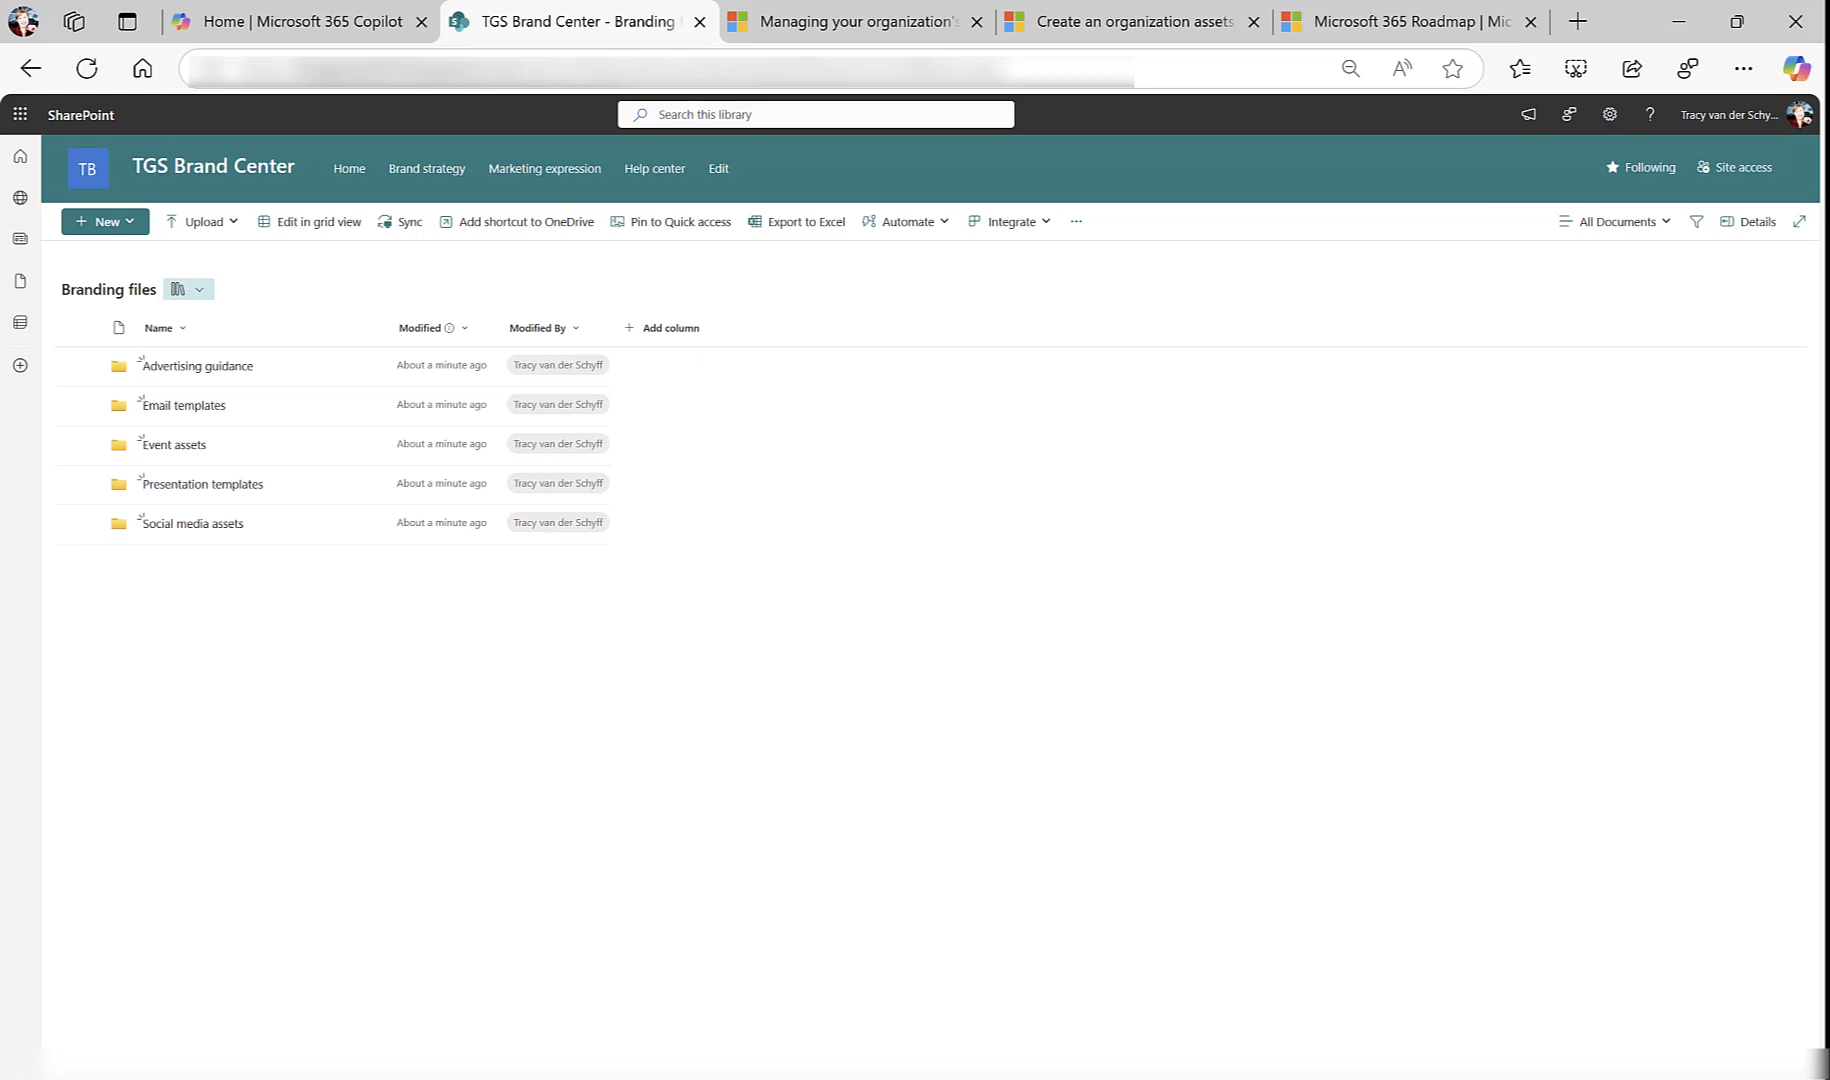 Home | Microsoft 365 Copilot
TGS Brand Center - Branding
Managing your organization's
Create an organization assets
Microsoft 365 Roadmap | Mic
SharePoint
Search this library
Tracy van der Schy...
TB
TGS Brand Center
Home
Brand strategy
Marketing expression
Help center
Edit
Following
Site access
New
Upload
Edit in grid view
Sync
Add shortcut to OneDrive
Pin to Quick access
Export to Excel
Automate
Integrate
All Documents
Details
Branding files
Name
Modified
Modified By
Add column
Advertising guidance
About a minute ago
Tracy van der Schyff
Email templates
About a minute ago
Tracy van der Schyff
Event assets
About a minute ago
Tracy van der Schyff
Presentation templates
About a minute ago
Tracy van der Schyff
Social media assets
About a minute ago
Tracy van der Schyff